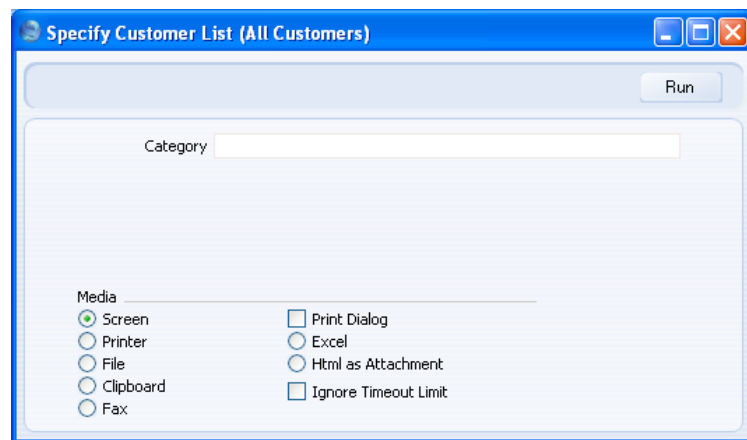 Specify Customer List (All Customers)
Run
Category
Media
Screen
Printer
File
Clipboard
Fax
Print Dialog
Excel
Html as Attachment
Ignore Timeout Limit